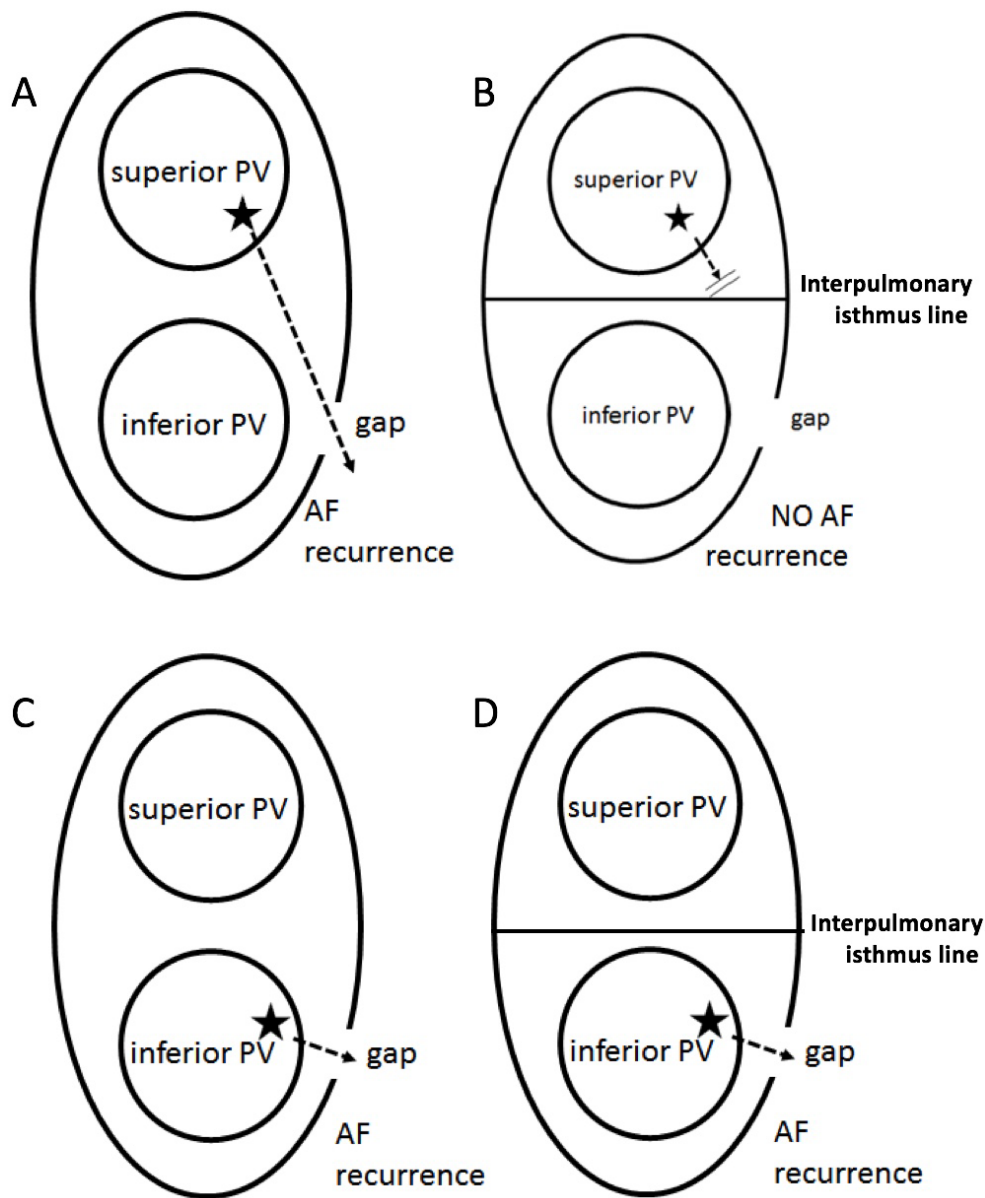 A
superior PV
inferior PV
gap
AF
recurrence
B
superior PV
Interpulmonary
isthmus line
inferior PV
gap
NO AF
recurrence
C
superior PV
inferior PV
gap
AF
recurrence
D
superior PV
Interpulmonary
isthmus line
inferior PV
gap
AF
recurrence